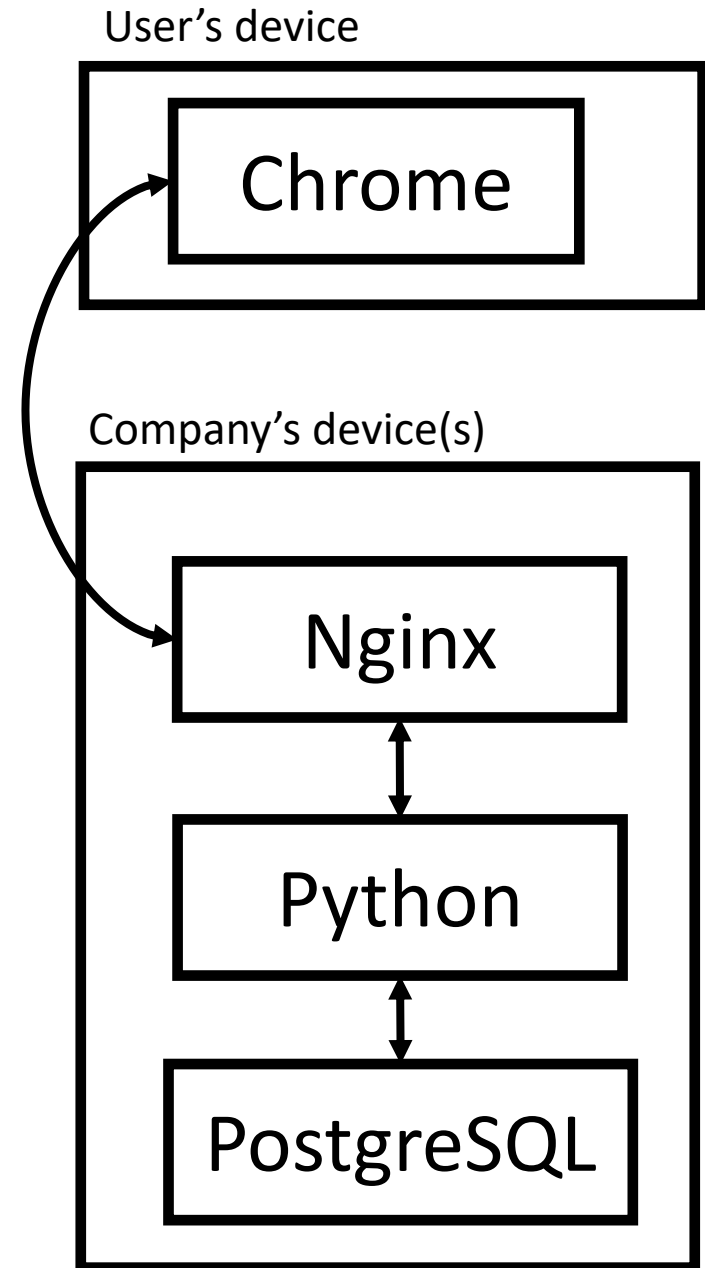 User’s device
Chrome
Company’s device(s)
Nginx
Python
PostgreSQL